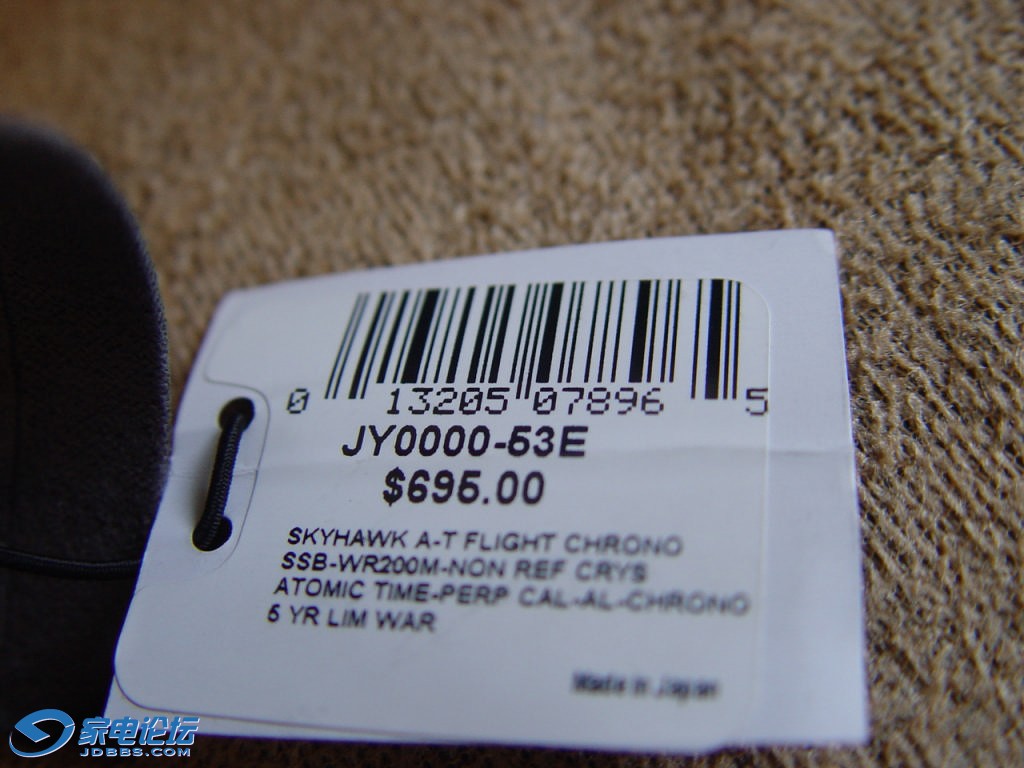 0 13205 07896 5
JY0000-53E
$695.00
SKYHAWK A-T FLIGHT CHRONO
SSB-WR200M-NON REF CRYS
ATOMIC TIME-PERP CAL-AL-CHRONO
5 YR LIM WAR
Made in Japan
家电论坛
JDBBS.COM